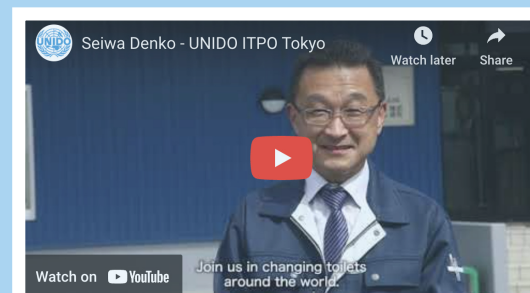 UNIDO
Seiwa Denko - UNIDO ITPO Tokyo
Watch later
Share
Join us in changing toilets
around the world.
Watch on YouTube